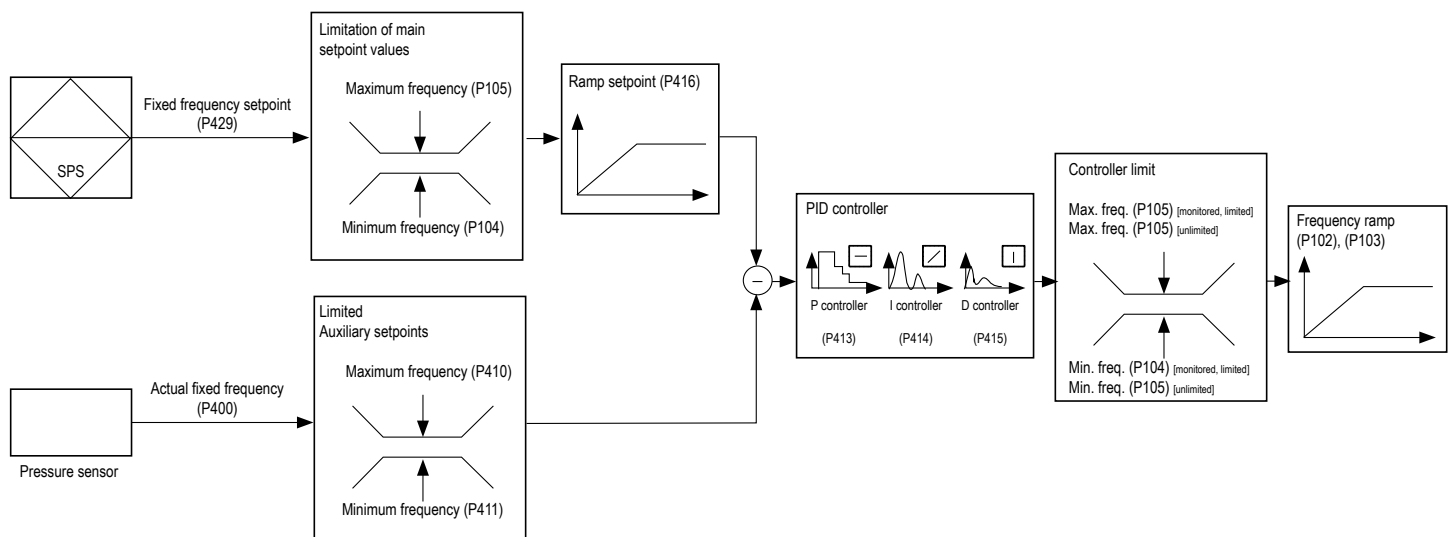 SPS
Fixed frequency setpoint
(P429)
Limitation of main
setpoint values
Maximum frequency (P105)
Minimum frequency (P104)
Ramp setpoint (P416)
Pressure sensor
Actual fixed frequency
(P400)
Limited
Auxiliary setpoints
Maximum frequency (P410)
Minimum frequency (P411)
PID controller
P controller
I controller
D controller
(P413)
(P414)
(P415)
Controller limit
Max. freq. (P105) [monitored, limited]
Max. freq. (P105) [unlimited]
Min. freq. (P104) [monitored, limited]
Min. freq. (P105) [unlimited]
Frequency ramp
(P102), (P103)